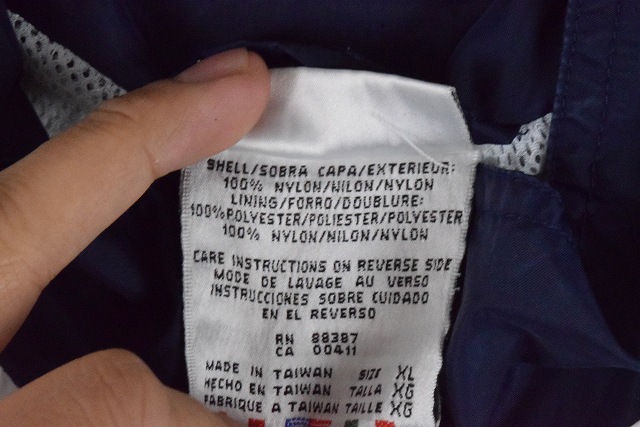 SHELL/SOBRA CAPA/EXTERIEUR:
100% NYLON/NILON/NYLON
LINING/FORRO/DOUBLURE:
100% POLYESTER/POLIESTER/POLYESTER
100% NYLON/NILON/NYLON
CARE INSTRUCTIONS ON REVERSE SIDE
MODE DE LAVAGE AU VERSO
INSTRUCCIONES SOBRE CUIDADO
EN EL REVERSO
RN 88387
CA 00411
MADE IN TAIWAN SIZE XL
HECHO EN TAIWAN TALLA XG
FABRIQUE A TAIWAN TAILLE XG